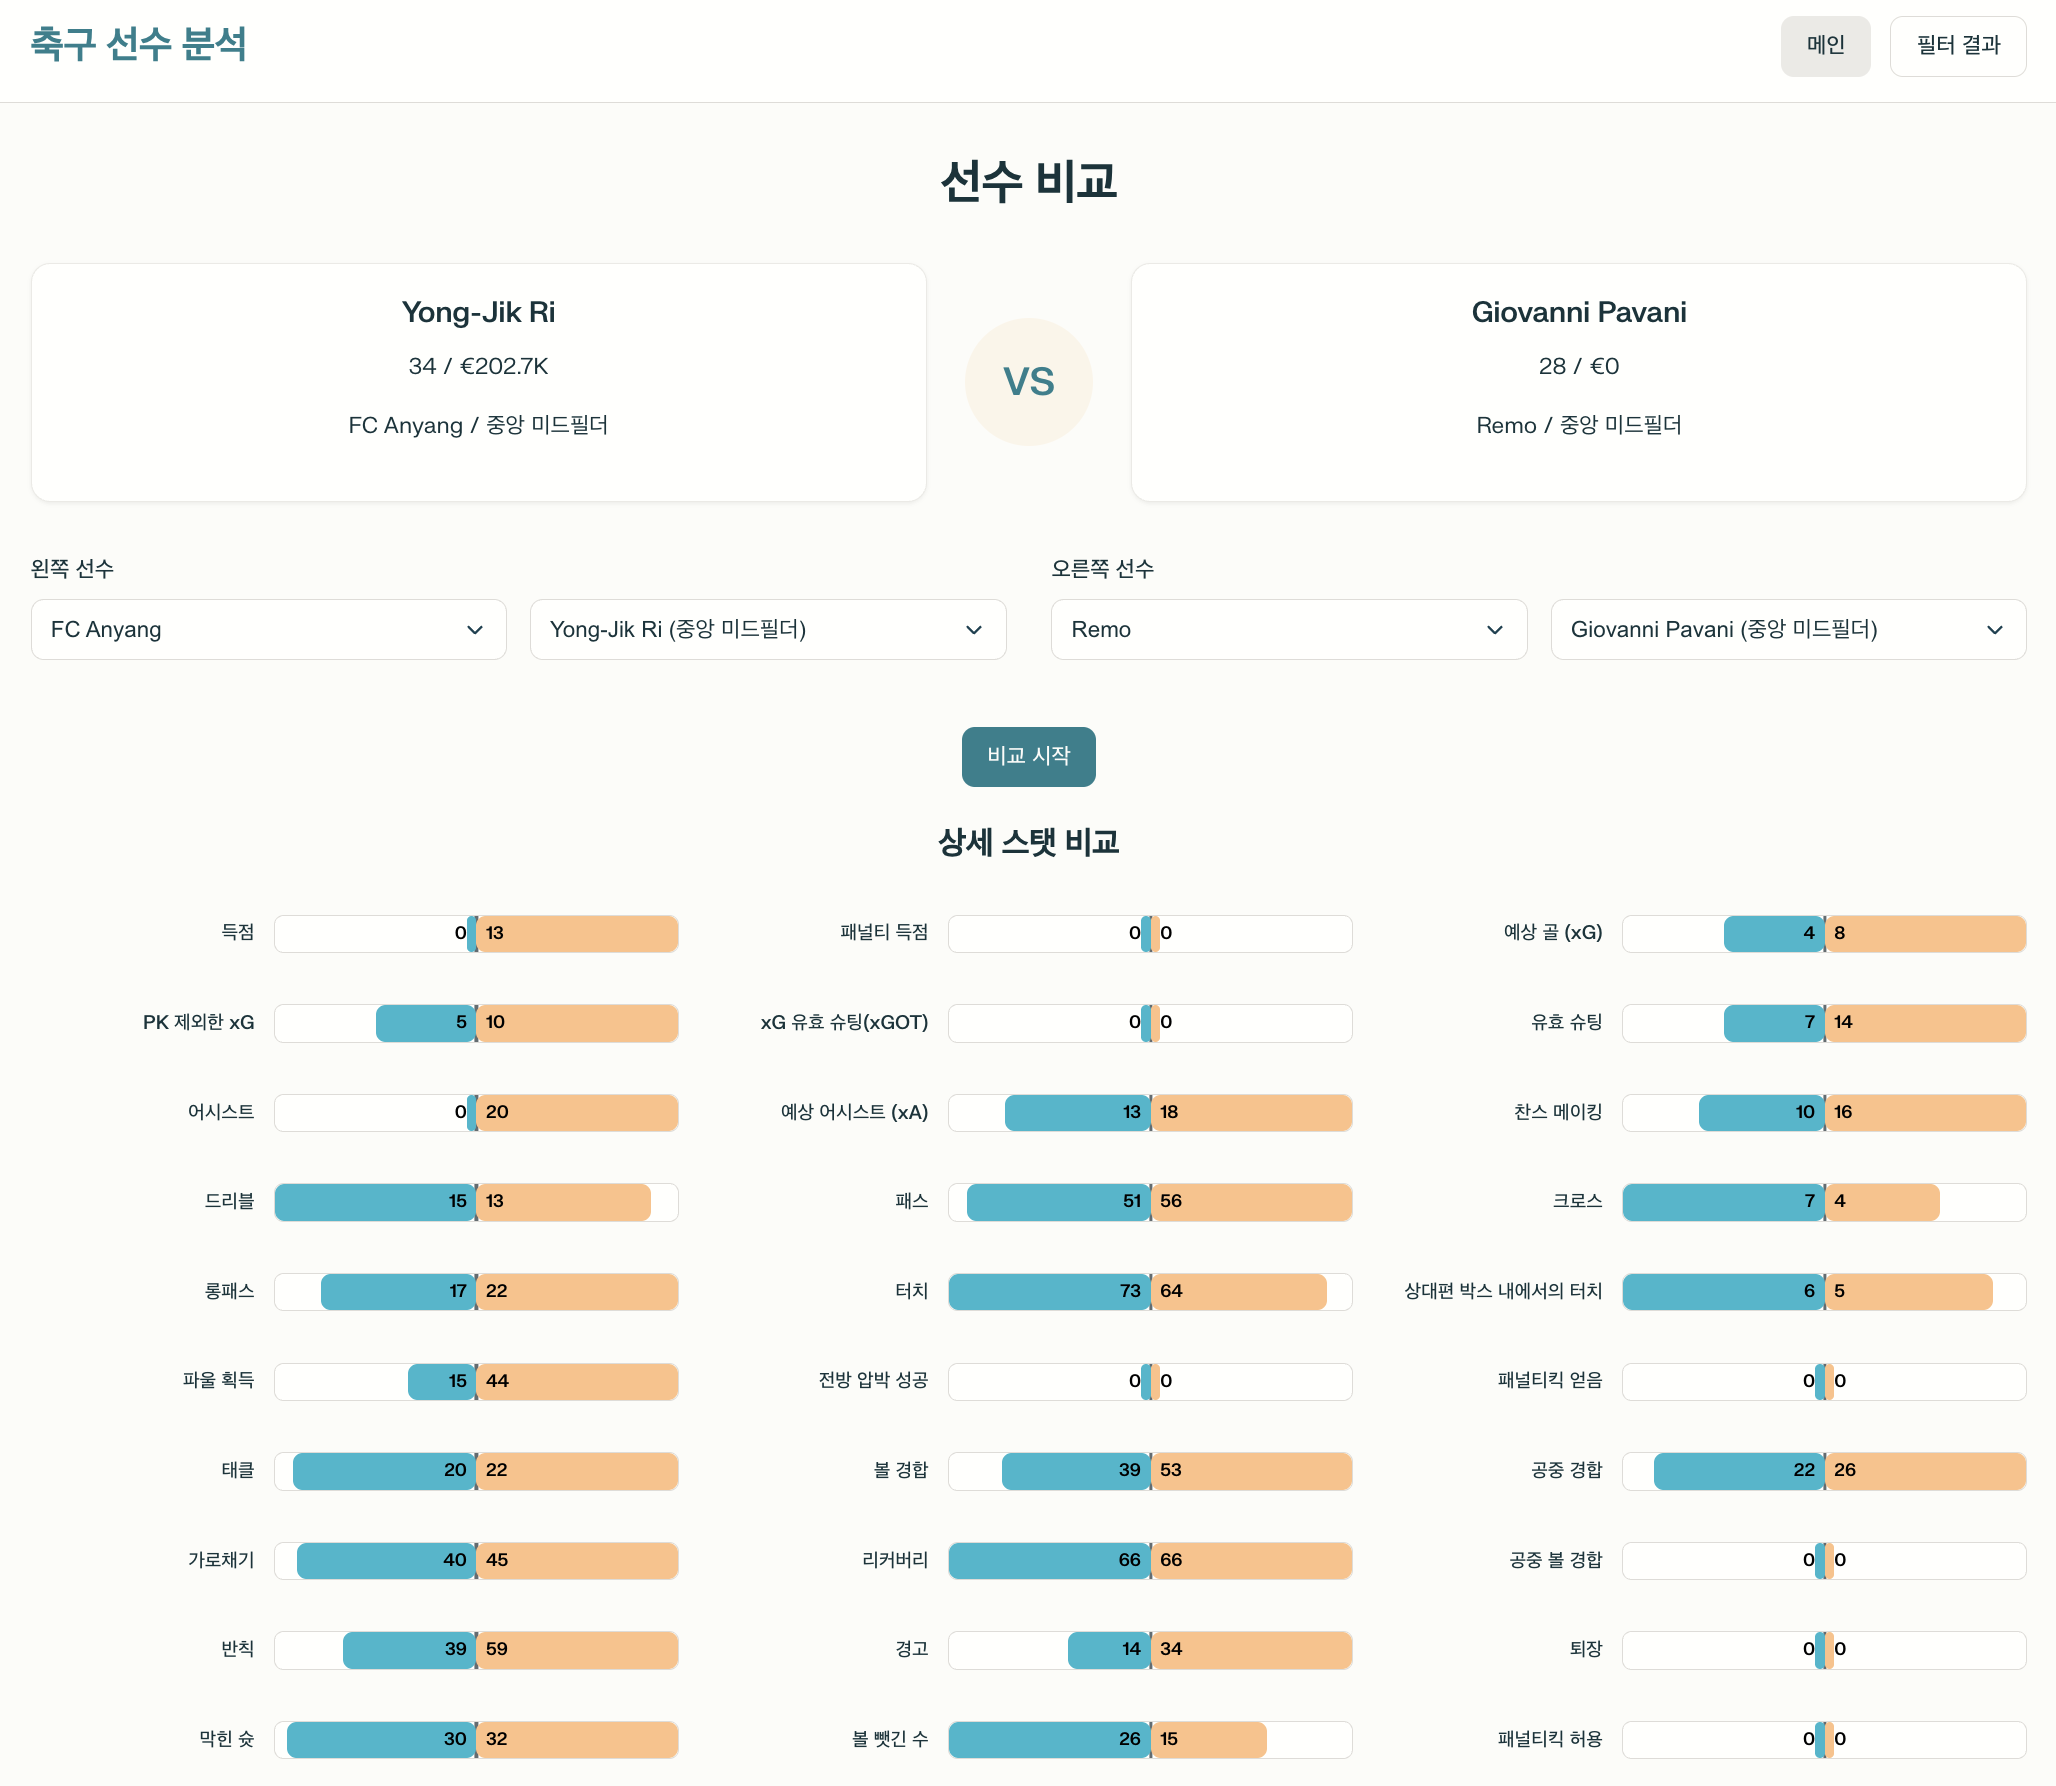 축구 선수 분석
메인
필터 결과
선수 비교
Yong-Jik Ri
34 / €202.7K
FC Anyang / 중앙 미드필더
VS
Giovanni Pavani
28 / €0
Remo / 중앙 미드필더
왼쪽 선수
오른쪽 선수
FC Anyang
Yong-Jik Ri (중앙 미드필더)
Remo
Giovanni Pavani (중앙 미드필더)
비교 시작
상세 스탯 비교
득점 0 13
패널티 득점 0 0
예상 골 (xG) 4 8
PK 제외한 xG 5 10
xG 유효 슈팅(xGOT) 0 0
유효 슈팅 7 14
어시스트 0 20
예상 어시스트 (xA) 13 18
찬스 메이킹 10 16
드리블 15 13
패스 51 56
크로스 7 4
롱패스 17 22
터치 73 64
상대편 박스 내에서의 터치 6 5
파울 획득 15 44
전방 압박 성공 0 0
패널티킥 얻음 0 0
태클 20 22
볼 경합 39 53
공중 경합 22 26
가로채기 40 45
리커버리 66 66
공중 볼 경합 0 0
반칙 39 59
경고 14 34
퇴장 0 0
막힌 슛 30 32
볼 뺏긴 수 26 15
패널티킥 허용 0 0